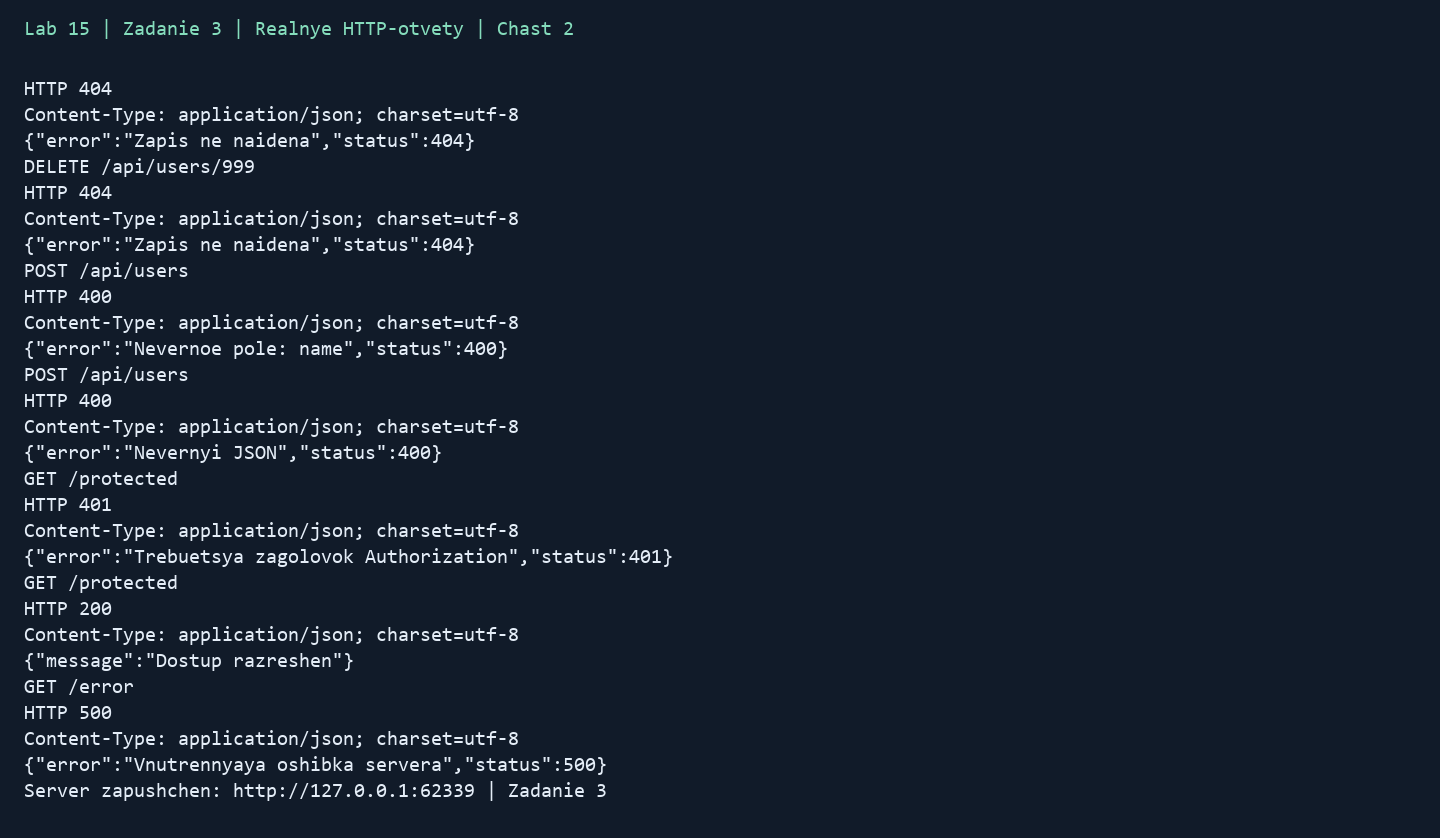 Lab 15 | Zadanie 3 | Realnye HTTP-otvety | Chast 2
HTTP 404
Content-Type: application/json; charset=utf-8
{"error":"Zapis ne naidena","status":404}
DELETE /api/users/999
HTTP 404
Content-Type: application/json; charset=utf-8
{"error":"Zapis ne naidena","status":404}
POST /api/users
HTTP 400
Content-Type: application/json; charset=utf-8
{"error":"Nevernoe pole: name","status":400}
POST /api/users
HTTP 400
Content-Type: application/json; charset=utf-8
{"error":"Nevernyi JSON","status":400}
GET /protected
HTTP 401
Content-Type: application/json; charset=utf-8
{"error":"Trebuetsya zagolovok Authorization","status":401}
GET /protected
HTTP 200
Content-Type: application/json; charset=utf-8
{"message":"Dostup razreshen"}
GET /error
HTTP 500
Content-Type: application/json; charset=utf-8
{"error":"Vnutrennyaya oshibka servera","status":500}
Server zapushchen: http://127.0.0.1:62339 | Zadanie 3